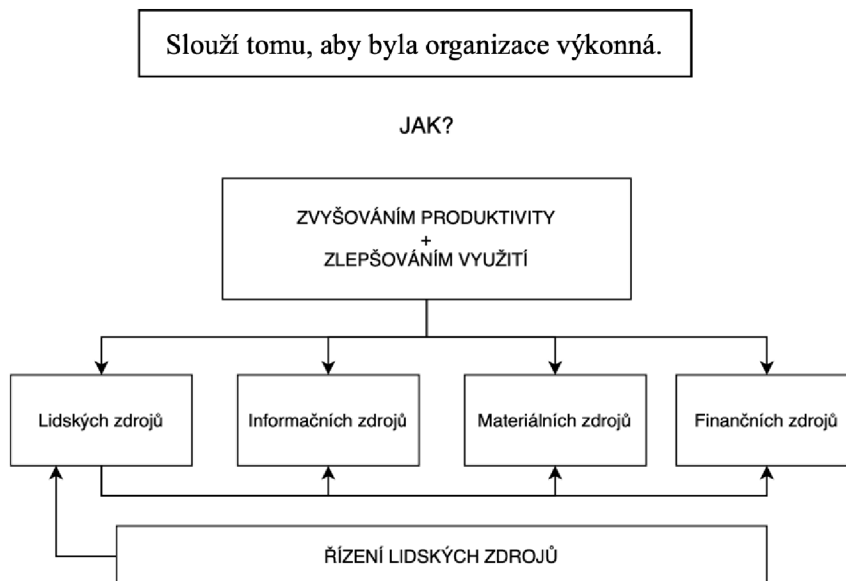 Slouží tomu, aby byla organizace výkonná.
JAK?
ZVYŠOVÁNÍM PRODUKTIVITY
+
ZLEPŠOVÁNÍM VYUŽITÍ
Lidských zdrojů
Informačních zdrojů
Materiálních zdrojů
Finančních zdrojů
ŘÍZENÍ LIDSKÝCH ZDROJŮ